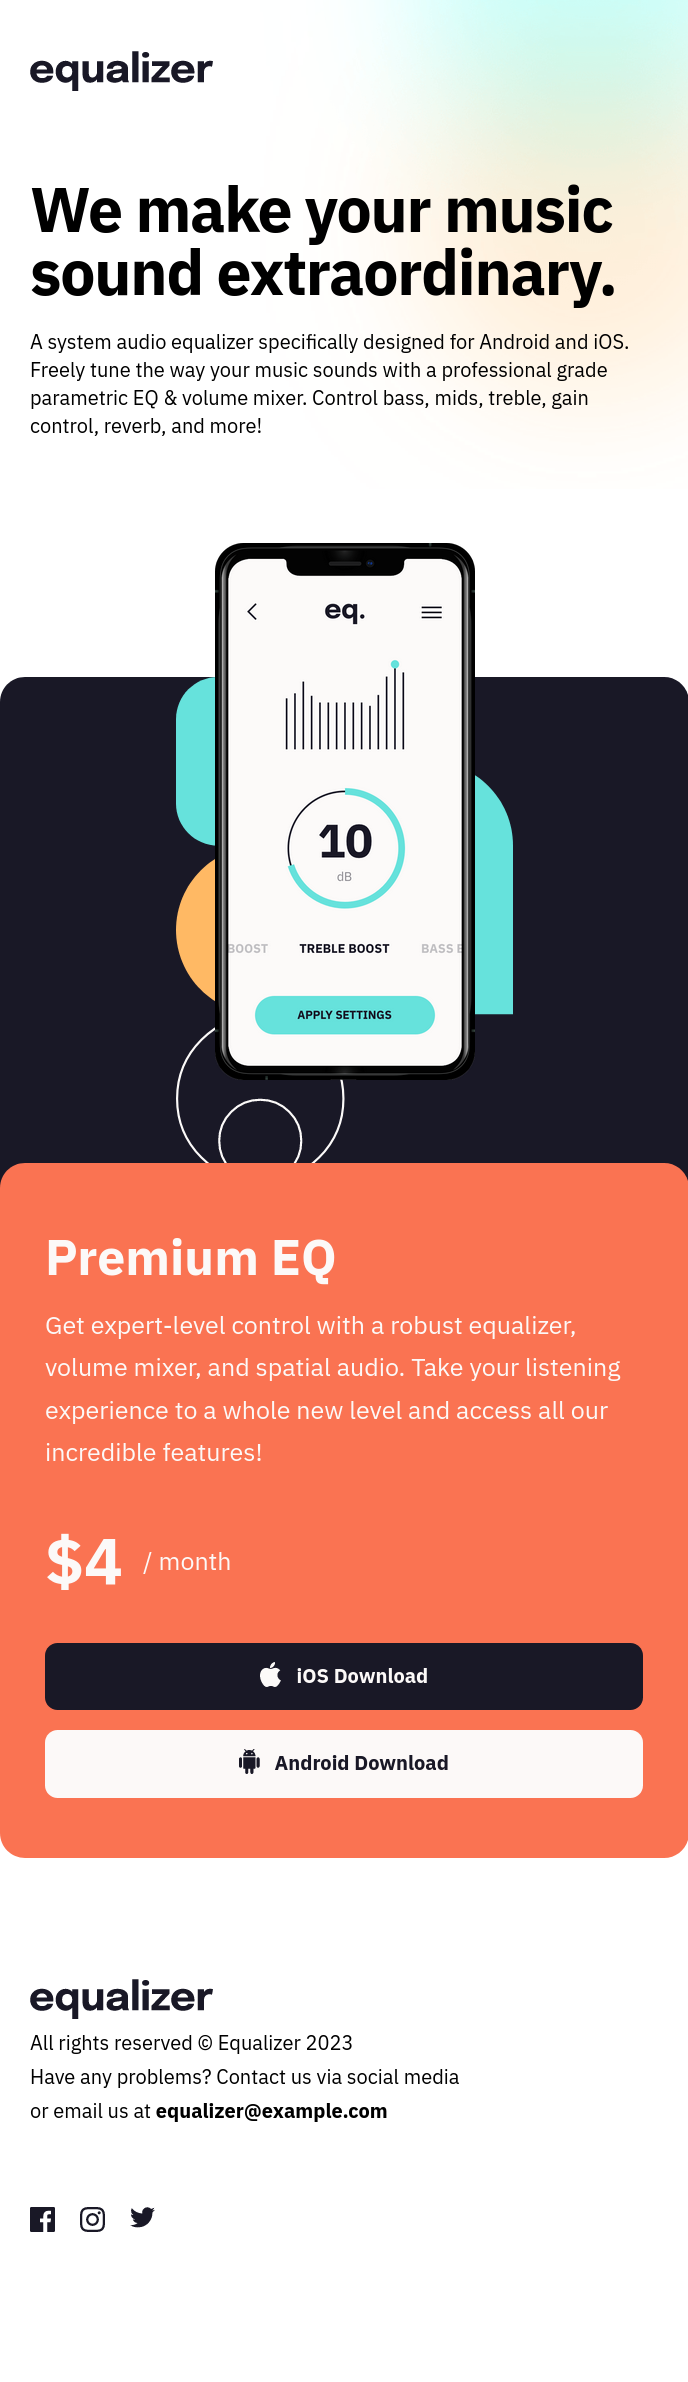 equalizer
We make your music
sound extraordinary.
A system audio equalizer specifically designed for Android and iOS.
Freely tune the way your music sounds with a professional grade
parametric EQ & volume mixer. Control bass, mids, treble, gain
control, reverb, and more!
eq.
10
dB
BOOST TREBLE BOOST BASS B
APPLY SETTINGS
Premium EQ
Get expert-level control with a robust equalizer,
volume mixer, and spatial audio. Take your listening
experience to a whole new level and access all our
incredible features!
$4 / month
iOS Download
Android Download
equalizer
All rights reserved © Equalizer 2023
Have any problems? Contact us via social media
or email us at equalizer@example.com